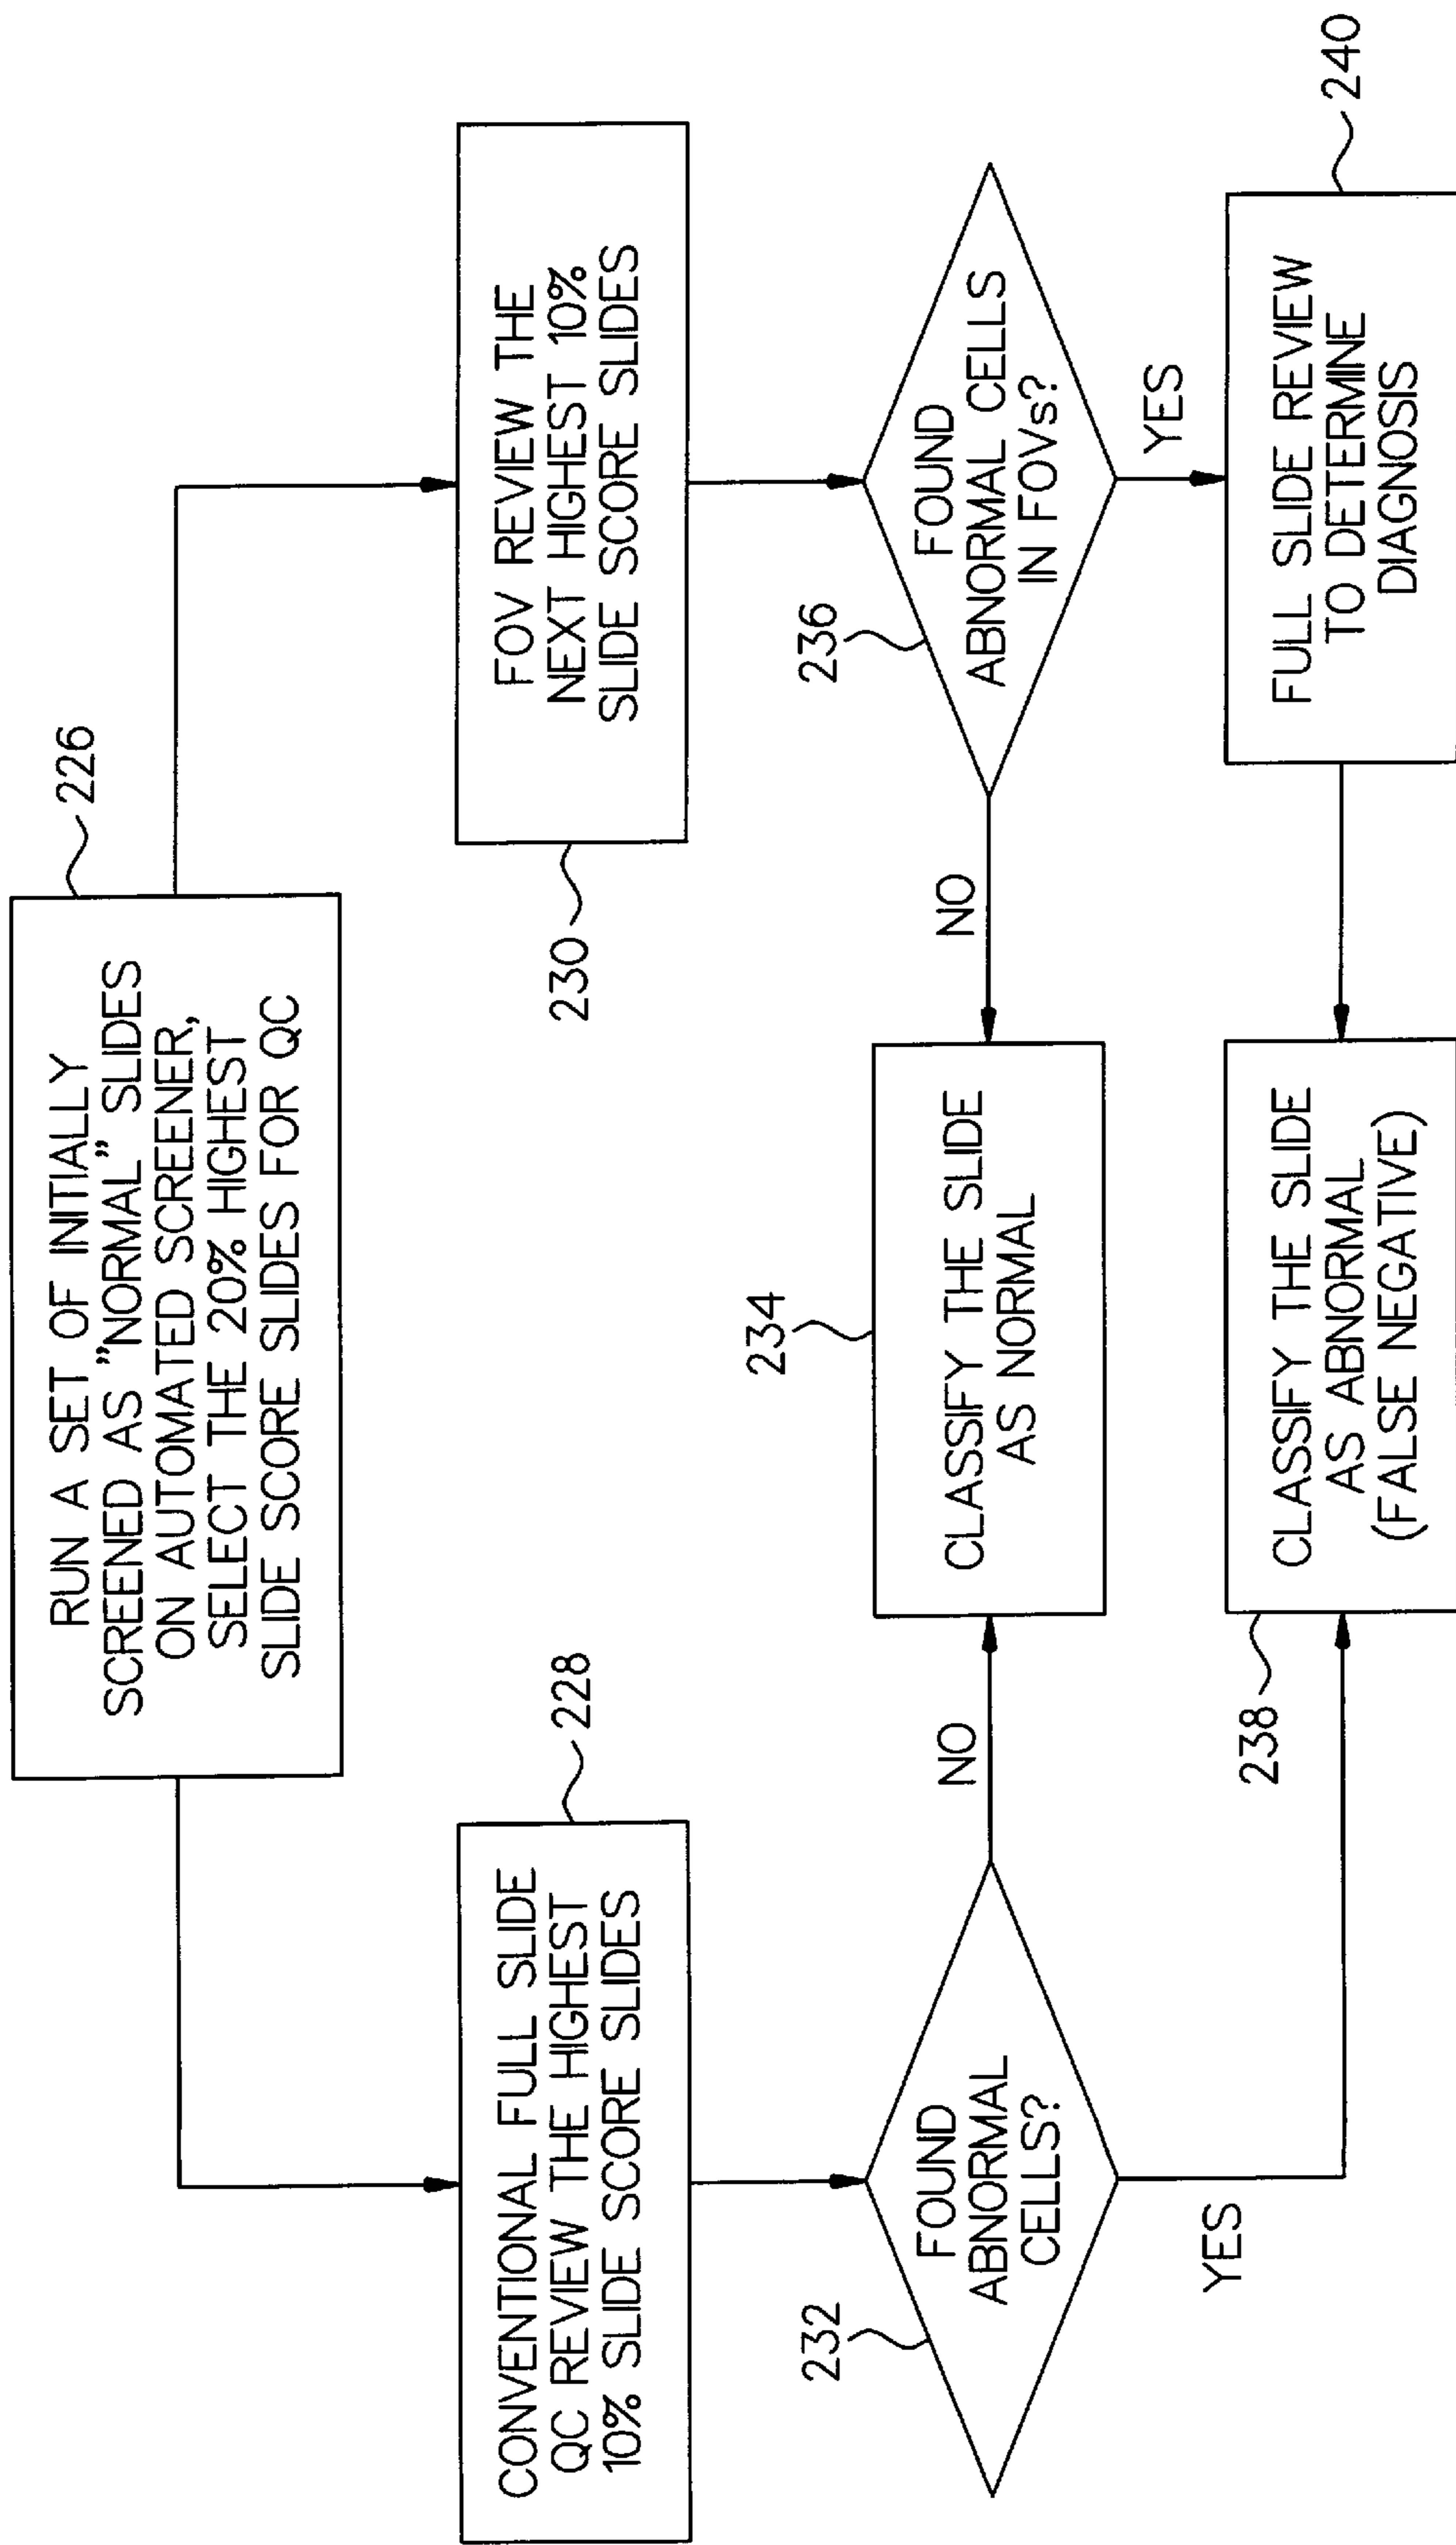 RUN A SET OF INITIALLY
SCREENED AS "NORMAL" SLIDES
ON AUTOMATED SCREENER,
SELECT THE 20% HIGHEST
SLIDE SCORE SLIDES FOR QC
226
CONVENTIONAL FULL SLIDE
QC REVIEW THE HIGHEST
10% SLIDE SCORE SLIDES
228
FOV REVIEW THE
NEXT HIGHEST 10%
SLIDE SCORE SLIDES
230
232
FOUND
ABNORMAL
CELLS?
NO
YES
234
CLASSIFY THE SLIDE
AS NORMAL
236
FOUND
ABNORMAL CELLS
IN FOVs?
NO
YES
238
CLASSIFY THE SLIDE
AS ABNORMAL
(FALSE NEGATIVE)
FULL SLIDE REVIEW
TO DETERMINE
DIAGNOSIS
240